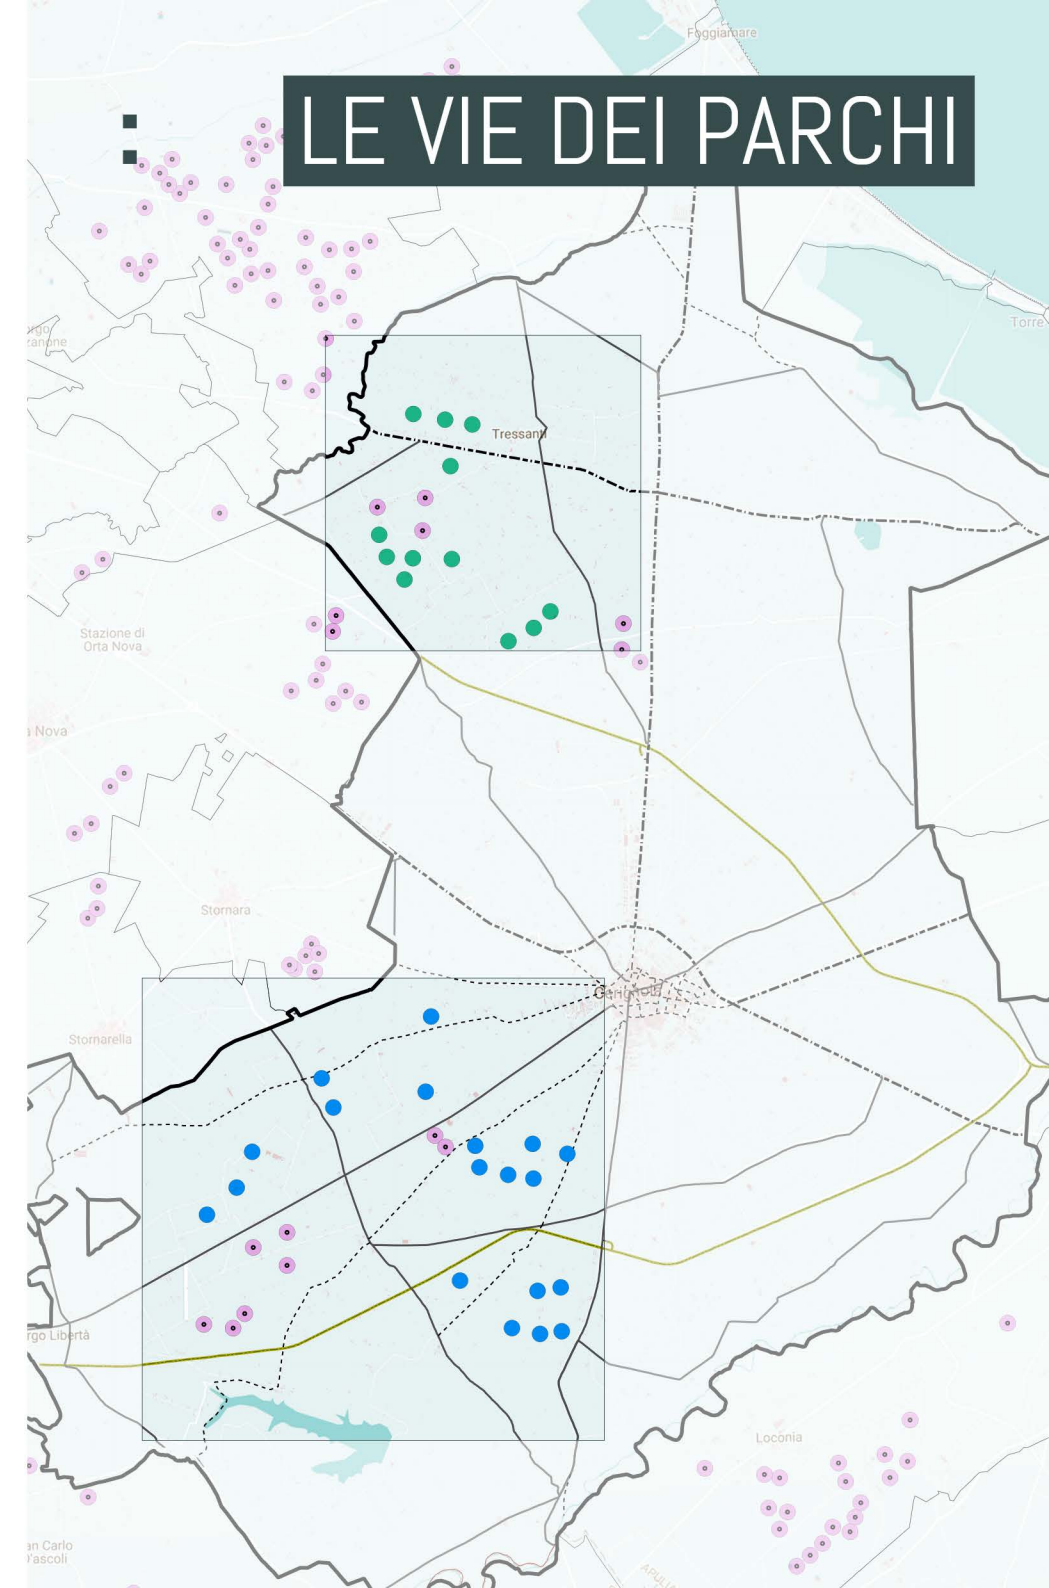 Foggiamare
: LE VIE DEI PARCHI
Torre
Tressanti
Stazione di
Orta Nova
Nova
Stornara
Cerignola
Stornarella
rgo Libertà
Loconia
an Carlo
D'ascoli
APULIA